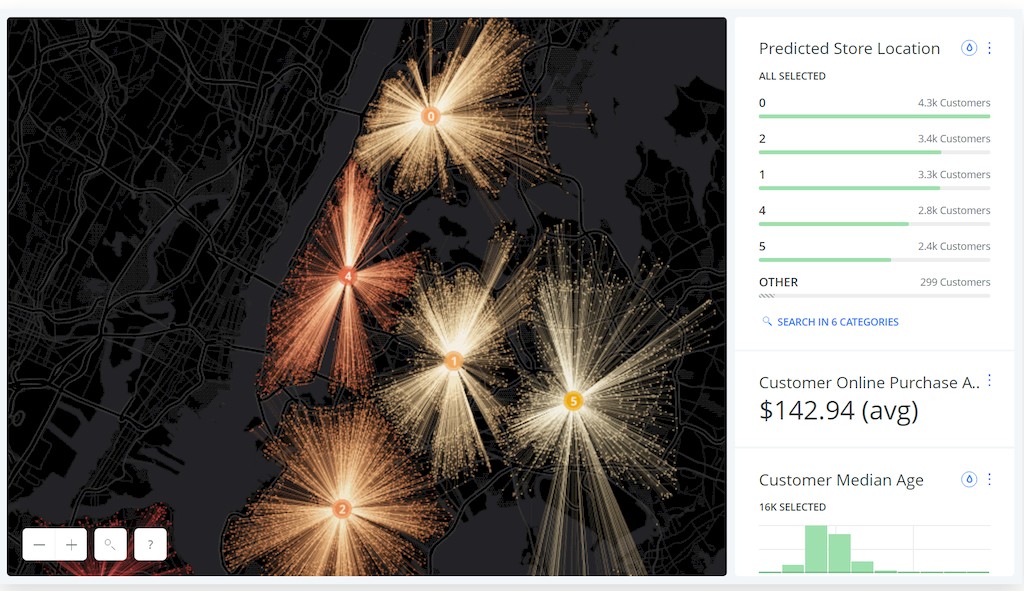 0
4
1
5
2
?
Predicted Store Location
ALL SELECTED
0 4.3k Customers
2 3.4k Customers
1 3.3k Customers
4 2.8k Customers
5 2.4k Customers
OTHER 299 Customers
SEARCH IN 6 CATEGORIES
Customer Online Purchase A..
$142.94 (avg)
Customer Median Age
16K SELECTED